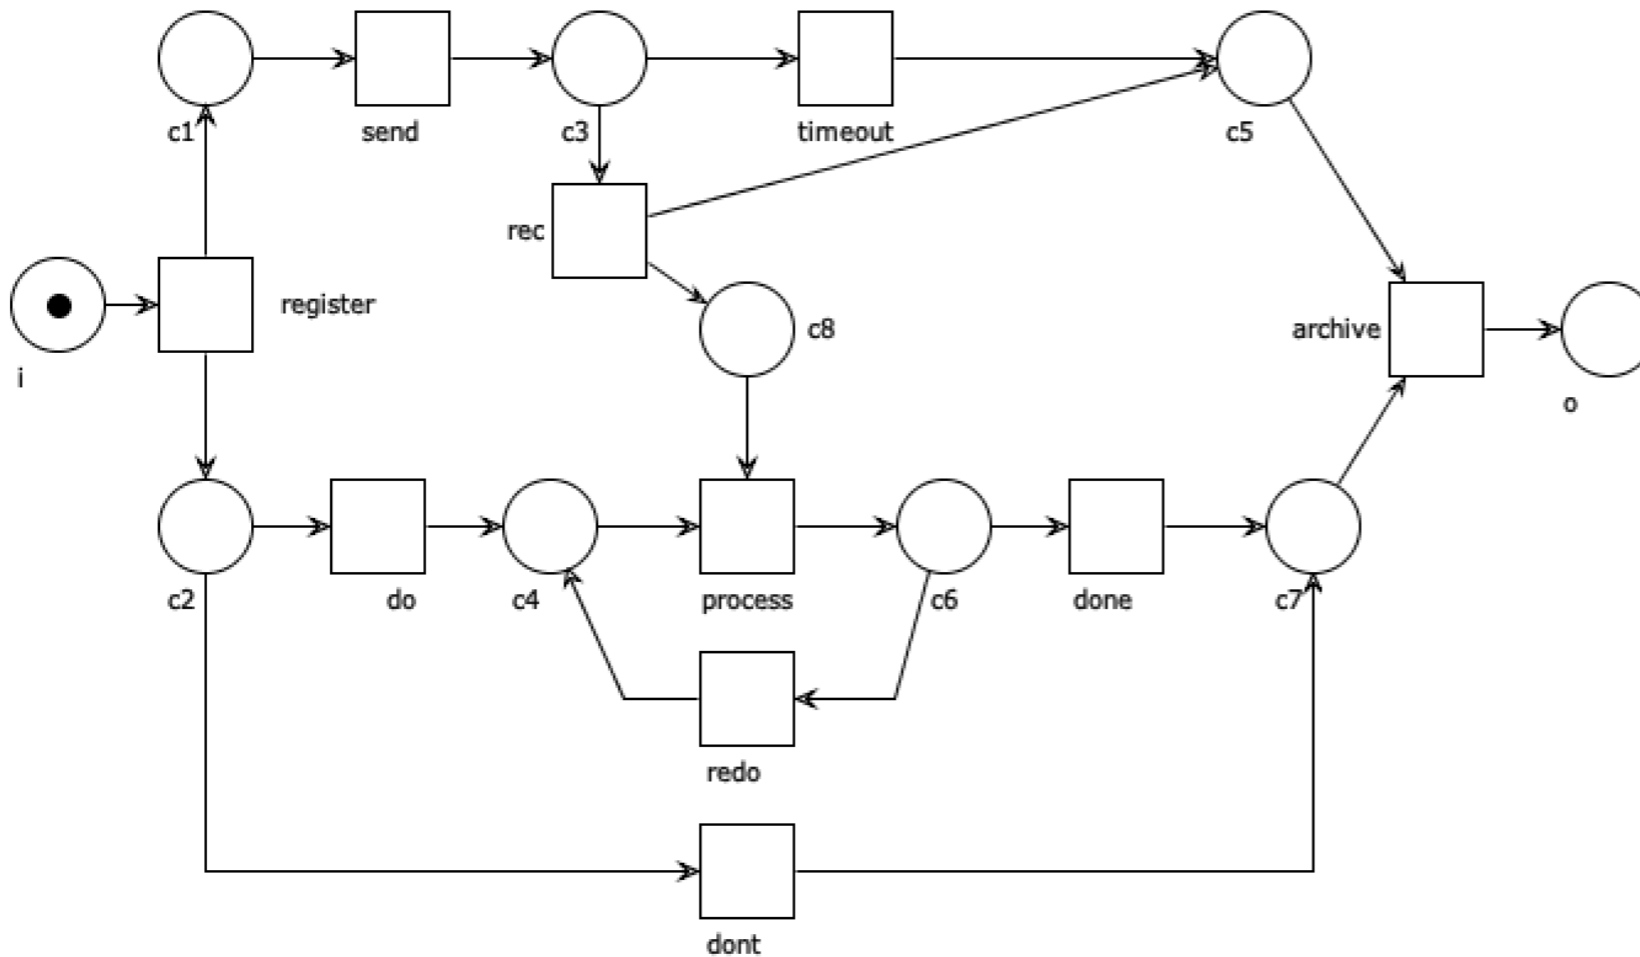 c1
send
c3
timeout
c5
rec
i
register
c8
archive
o
c2
do
c4
process
c6
done
c7
redo
dont